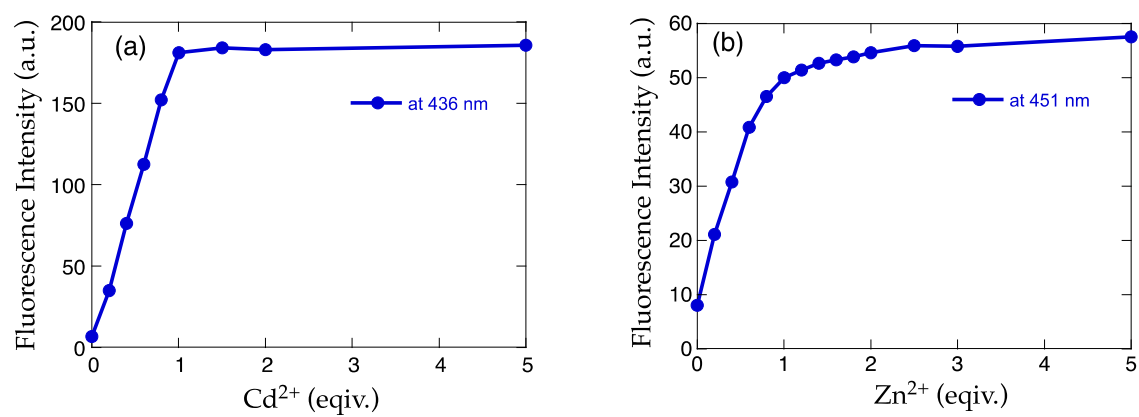 (a)
Fluorescence Intensity (a.u.)
200
150
100
50
0
at 436 nm
0 1 2 3 4 5
Cd²⁺ (eqiv.)
(b)
Fluorescence Intensity (a.u.)
60
50
40
30
20
10
0
at 451 nm
0 1 2 3 4 5
Zn²⁺ (eqiv.)